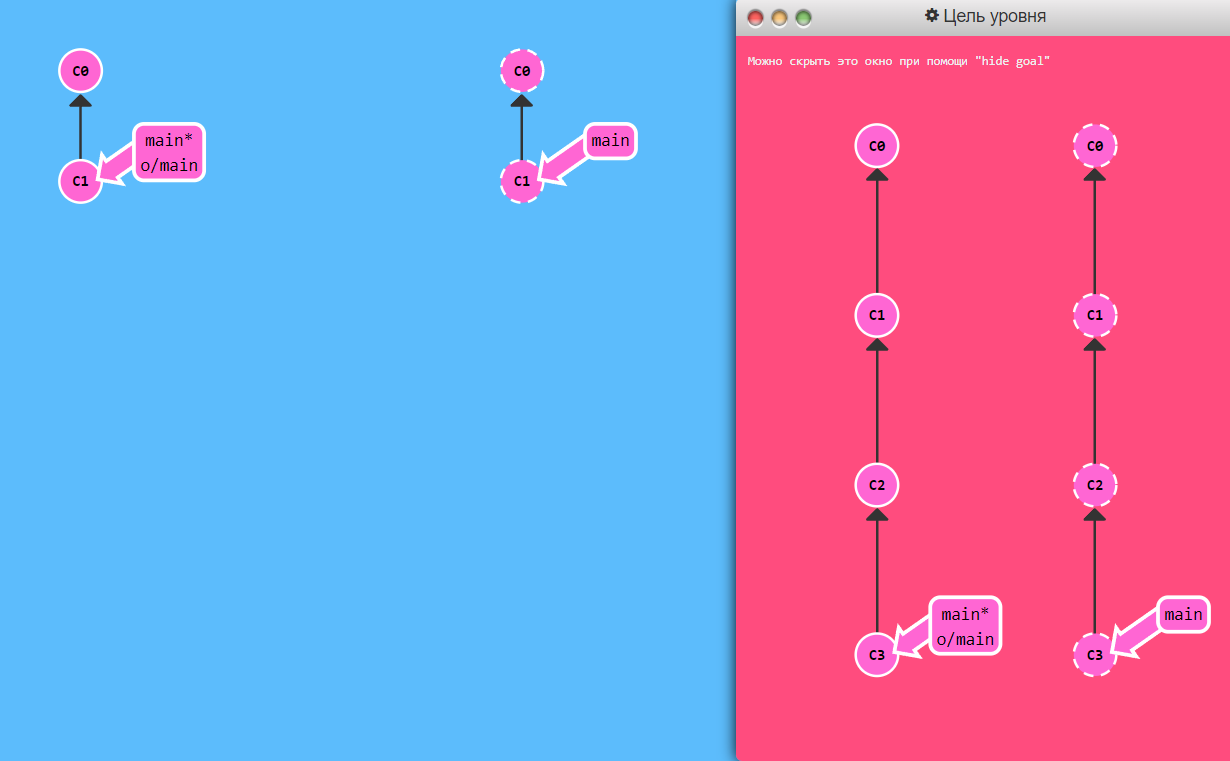 C0
main*
o/main
C1
C0
main
C1
Цель уровня
Можно скрыть это окно при помощи "hide goal"
C0
C0
C1
C1
C2
C2
main*
o/main
C3
main
C3